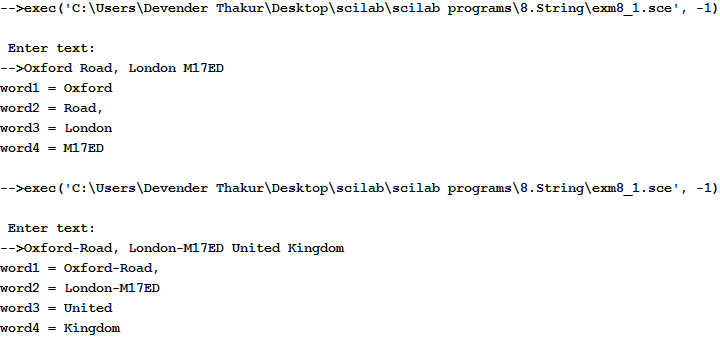 -->exec('C:\Users\Devender Thakur\Desktop\scilab\scilab programs\8.String\exm8_1.sce', -1)
Enter text:
-->Oxford Road, London M17ED
word1 = Oxford
word2 = Road,
word3 = London
word4 = M17ED
-->exec('C:\Users\Devender Thakur\Desktop\scilab\scilab programs\8.String\exm8_1.sce', -1)
Enter text:
-->Oxford-Road, London-M17ED United Kingdom
word1 = Oxford-Road,
word2 = London-M17ED
word3 = United
word4 = Kingdom